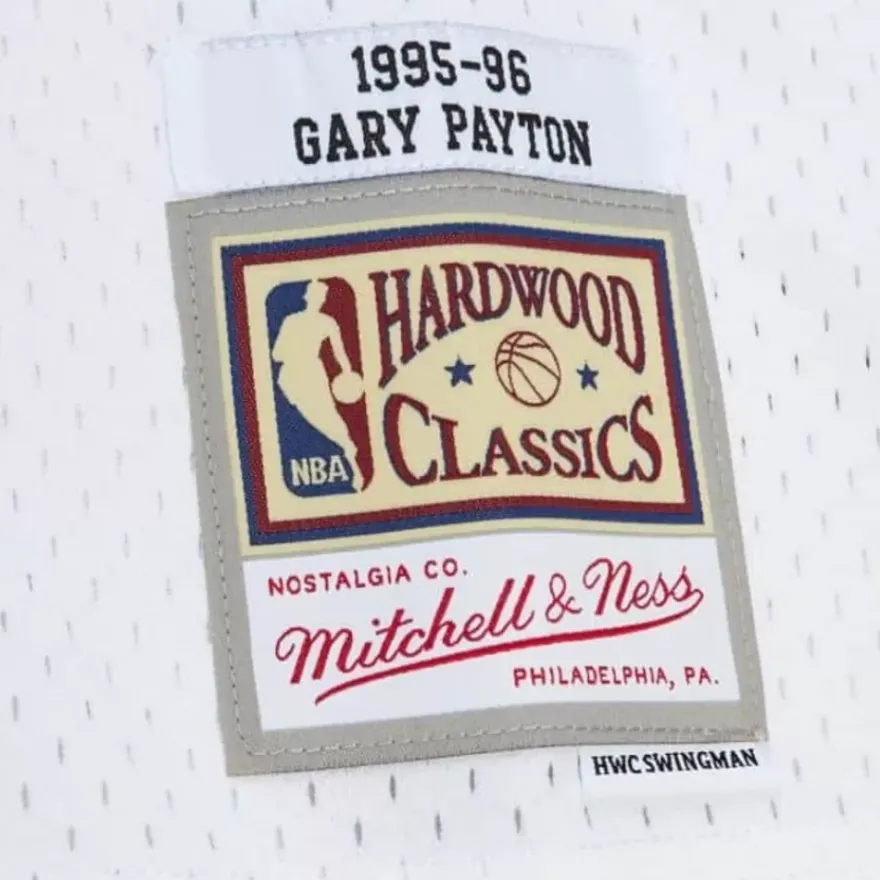 1995-96
GARY PAYTON
HARDWOOD
CLASSICS
NBA
NOSTALGIA CO.
Mitchell & Ness
PHILADELPHIA, PA.
HWC SWINGMAN